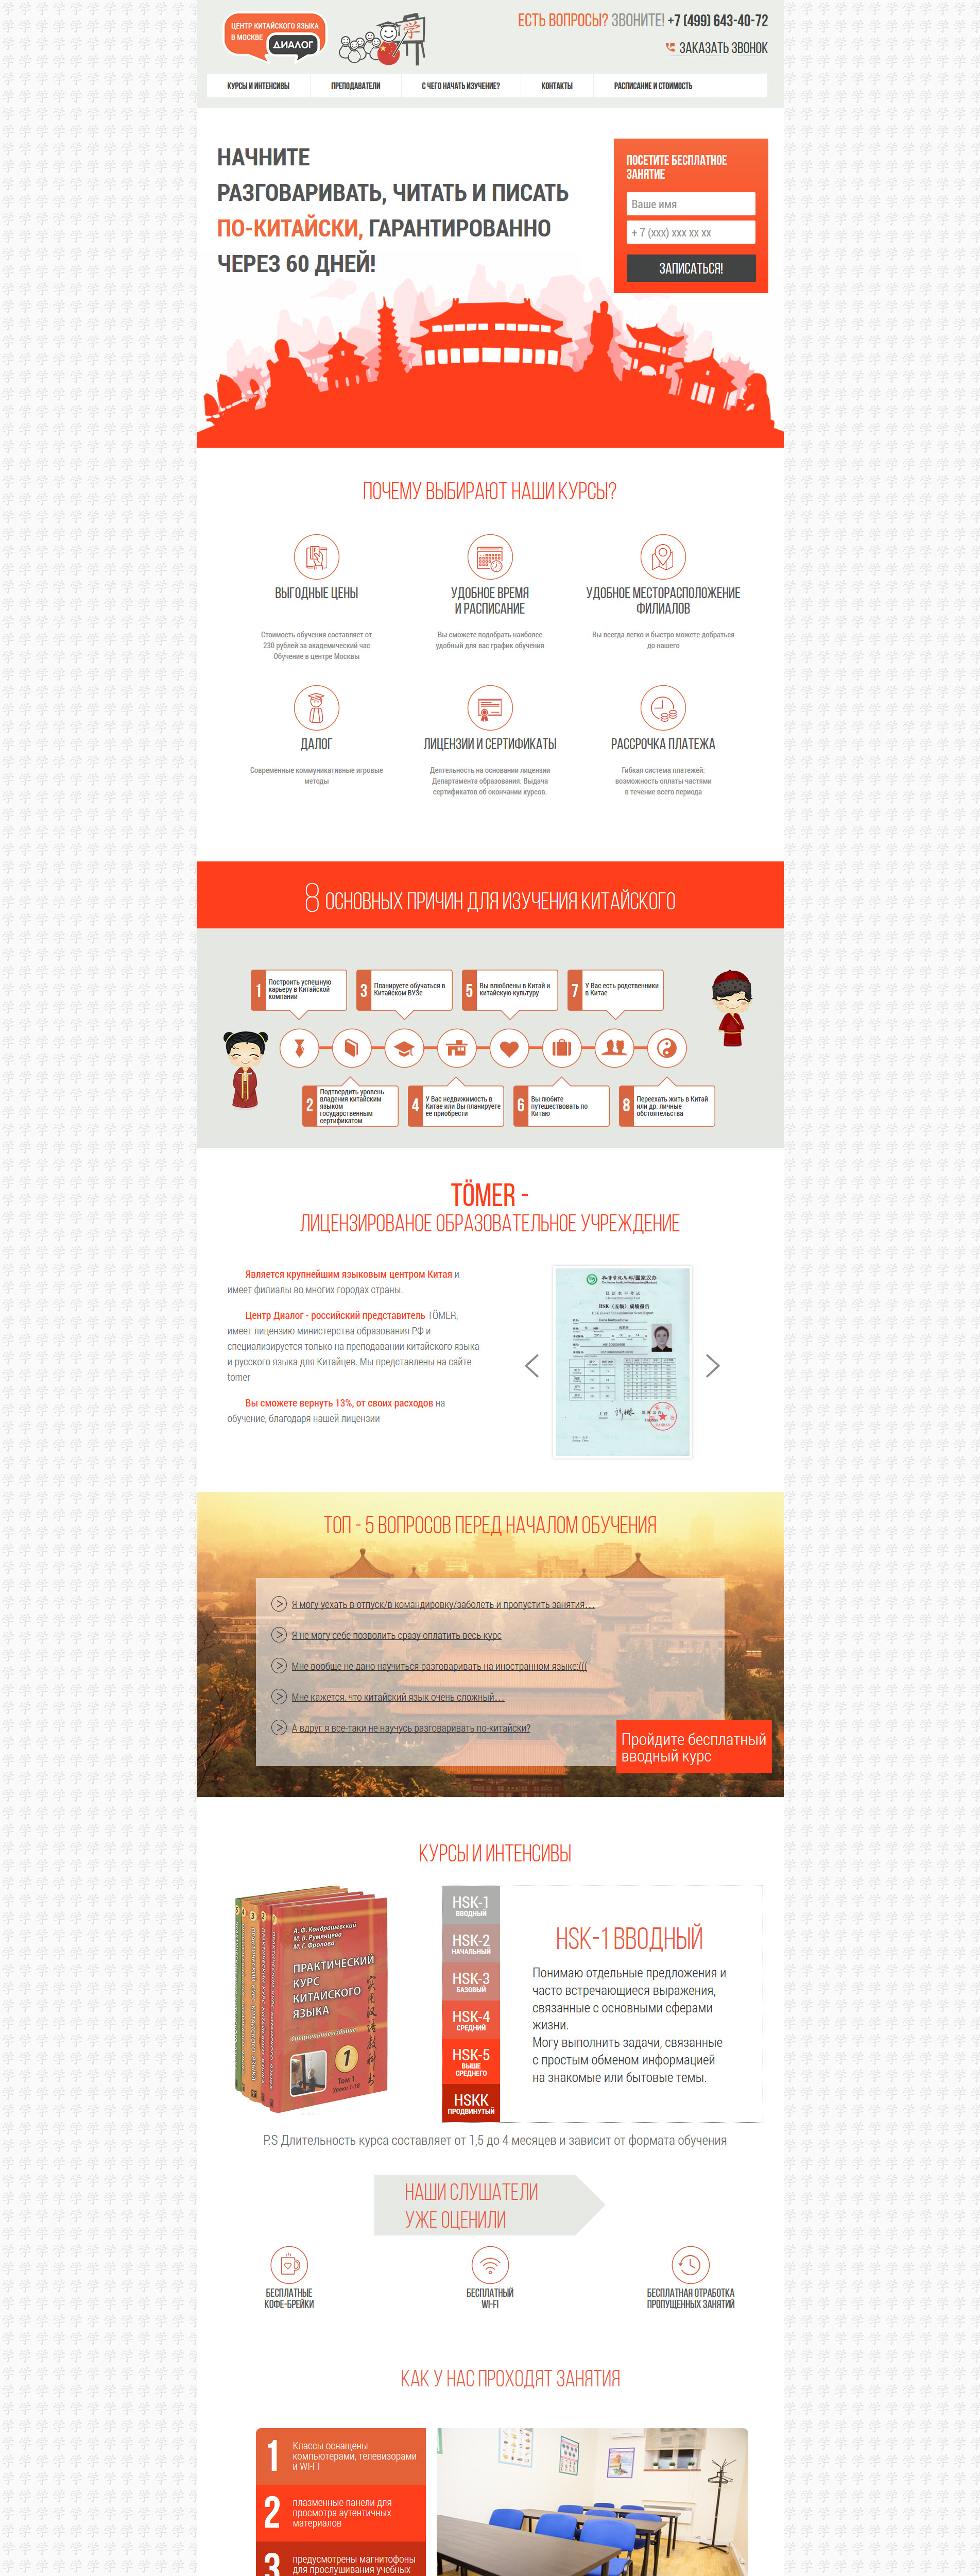 ЦЕНТР КИТАЙСКОГО ЯЗЫКА
В МОСКВЕ
ДИАЛОГ
ЕСТЬ ВОПРОСЫ? ЗВОНИТЕ! +7 (499) 643-40-72
ЗАКАЗАТЬ ЗВОНОК
КУРСЫ И ИНТЕНСИВЫ
ПРЕПОДАВАТЕЛИ
С ЧЕГО НАЧАТЬ ИЗУЧЕНИЕ?
КОНТАКТЫ
РАСПИСАНИЕ И СТОИМОСТЬ
НАЧНИТЕ
РАЗГОВАРИВАТЬ, ЧИТАТЬ И ПИСАТЬ
ПО-КИТАЙСКИ, ГАРАНТИРОВАННО
ЧЕРЕЗ 60 ДНЕЙ!
ПОСЕТИТЕ БЕСПЛАТНОЕ
ЗАНЯТИЕ
Ваше имя
+ 7 (xxx) xxx xx xx
ЗАПИСАТЬСЯ!
ПОЧЕМУ ВЫБИРАЮТ НАШИ КУРСЫ?
ВЫГОДНЫЕ ЦЕНЫ
Стоимость обучения составляет от
230 рублей за академический час
Обучение в центре Москвы
УДОБНОЕ ВРЕМЯ
И РАСПИСАНИЕ
Вы сможете подобрать наиболее
удобный для вас график обучения
УДОБНОЕ МЕСТОРАСПОЛОЖЕНИЕ
ФИЛИАЛОВ
Вы всегда легко и быстро можете добраться
до нашего
ДАЛОГ
Современные коммуникативные игровые
методы
ЛИЦЕНЗИИ И СЕРТИФИКАТЫ
Деятельность на основании лицензии
Департамента образования. Выдача
сертификатов об окончании курсов.
РАССРОЧКА ПЛАТЕЖА
Гибкая система платежей:
возможность оплаты частями
в течение всего периода
8 ОСНОВНЫХ ПРИЧИН ДЛЯ ИЗУЧЕНИЯ КИТАЙСКОГО
1
Построить успешную
карьеру в Китайской
компании
3
Планируете обучаться в
Китайском ВУЗе
5
Вы влюблены в Китай и
китайскую культуру
7
У Вас есть родственники
в Китае
2
Подтвердить уровень
владения китайским
языком
государственным
сертификатом
4
У Вас недвижимость в
Китае или Вы планируете
ее приобрести
6
Вы любите
путешествовать по
Китаю
8
Переехать жить в Китай
или др. личные
обстоятельства
TÖMER -
ЛИЦЕНЗИРОВАНОЕ ОБРАЗОВАТЕЛЬНОЕ УЧРЕЖДЕНИЕ
Является крупнейшим языковым центром Китая и
имеет филиалы во многих городах страны.
Центр Диалог - российский представитель TÖMER,
имеет лицензию министерства образования РФ и
специализируется только на преподавании китайского языка
и русского языка для Китайцев. Мы представлены на сайте
tomer
Вы сможете вернуть 13%, от своих расходов на
обучение, благодаря нашей лицензии
ТОП - 5 ВОПРОСОВ ПЕРЕД НАЧАЛОМ ОБУЧЕНИЯ
Я могу уехать в отпуск/в командировку/заболеть и пропустить занятия…
Я не могу себе позволить сразу оплатить весь курс
Мне вообще не дано научиться разговаривать на иностранном языке:(((
Мне кажется, что китайский язык очень сложный…
А вдруг я все-таки не научусь разговаривать по-китайски?
Пройдите бесплатный
вводный курс
КУРСЫ И ИНТЕНСИВЫ
А. Ф. Кондрашевский
М. В. Румянцева
М. Г. Фролова
ПРАКТИЧЕСКИЙ
КУРС
КИТАЙСКОГО
ЯЗЫКА
1
Том 1
Уроки 1-18
HSK-1
ВВОДНЫЙ
HSK-2
НАЧАЛЬНЫЙ
HSK-3
БАЗОВЫЙ
HSK-4
СРЕДНИЙ
HSK-5
ВЫШЕ
СРЕДНЕГО
HSKK
ПРОДВИНУТЫЙ
HSK-1 ВВОДНЫЙ
Понимаю отдельные предложения и
часто встречающиеся выражения,
связанные с основными сферами
жизни.
Могу выполнить задачи, связанные
с простым обменом информацией
на знакомые или бытовые темы.
P.S Длительность курса составляет от 1,5 до 4 месяцев и зависит от формата обучения
НАШИ СЛУШАТЕЛИ
УЖЕ ОЦЕНИЛИ
БЕСПЛАТНЫЕ
КОФЕ-БРЕЙКИ
БЕСПЛАТНЫЙ
WI-FI
БЕСПЛАТНАЯ ОТРАБОТКА
ПРОПУЩЕННЫХ ЗАНЯТИЙ
КАК У НАС ПРОХОДЯТ ЗАНЯТИЯ
1
Классы оснащены
компьютерами, телевизорами
и WI-FI
2
плазменные панели для
просмотра аутентичных
материалов
3
предусмотрены магнитофоны
для прослушивания учебных